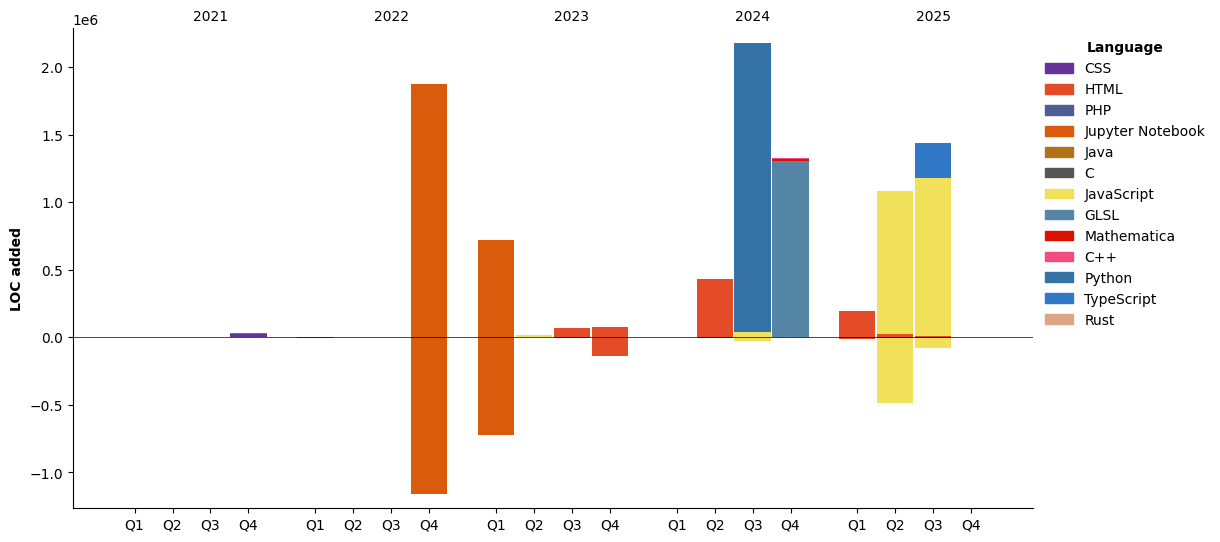 2021 2022 2023 2024 2025
1e6
2.0
1.5
1.0
0.5
0.0
−0.5
−1.0
LOC added
Q1 Q2 Q3 Q4 Q1 Q2 Q3 Q4 Q1 Q2 Q3 Q4 Q1 Q2 Q3 Q4 Q1 Q2 Q3 Q4
Language
CSS
HTML
PHP
Jupyter Notebook
Java
C
JavaScript
GLSL
Mathematica
C++
Python
TypeScript
Rust